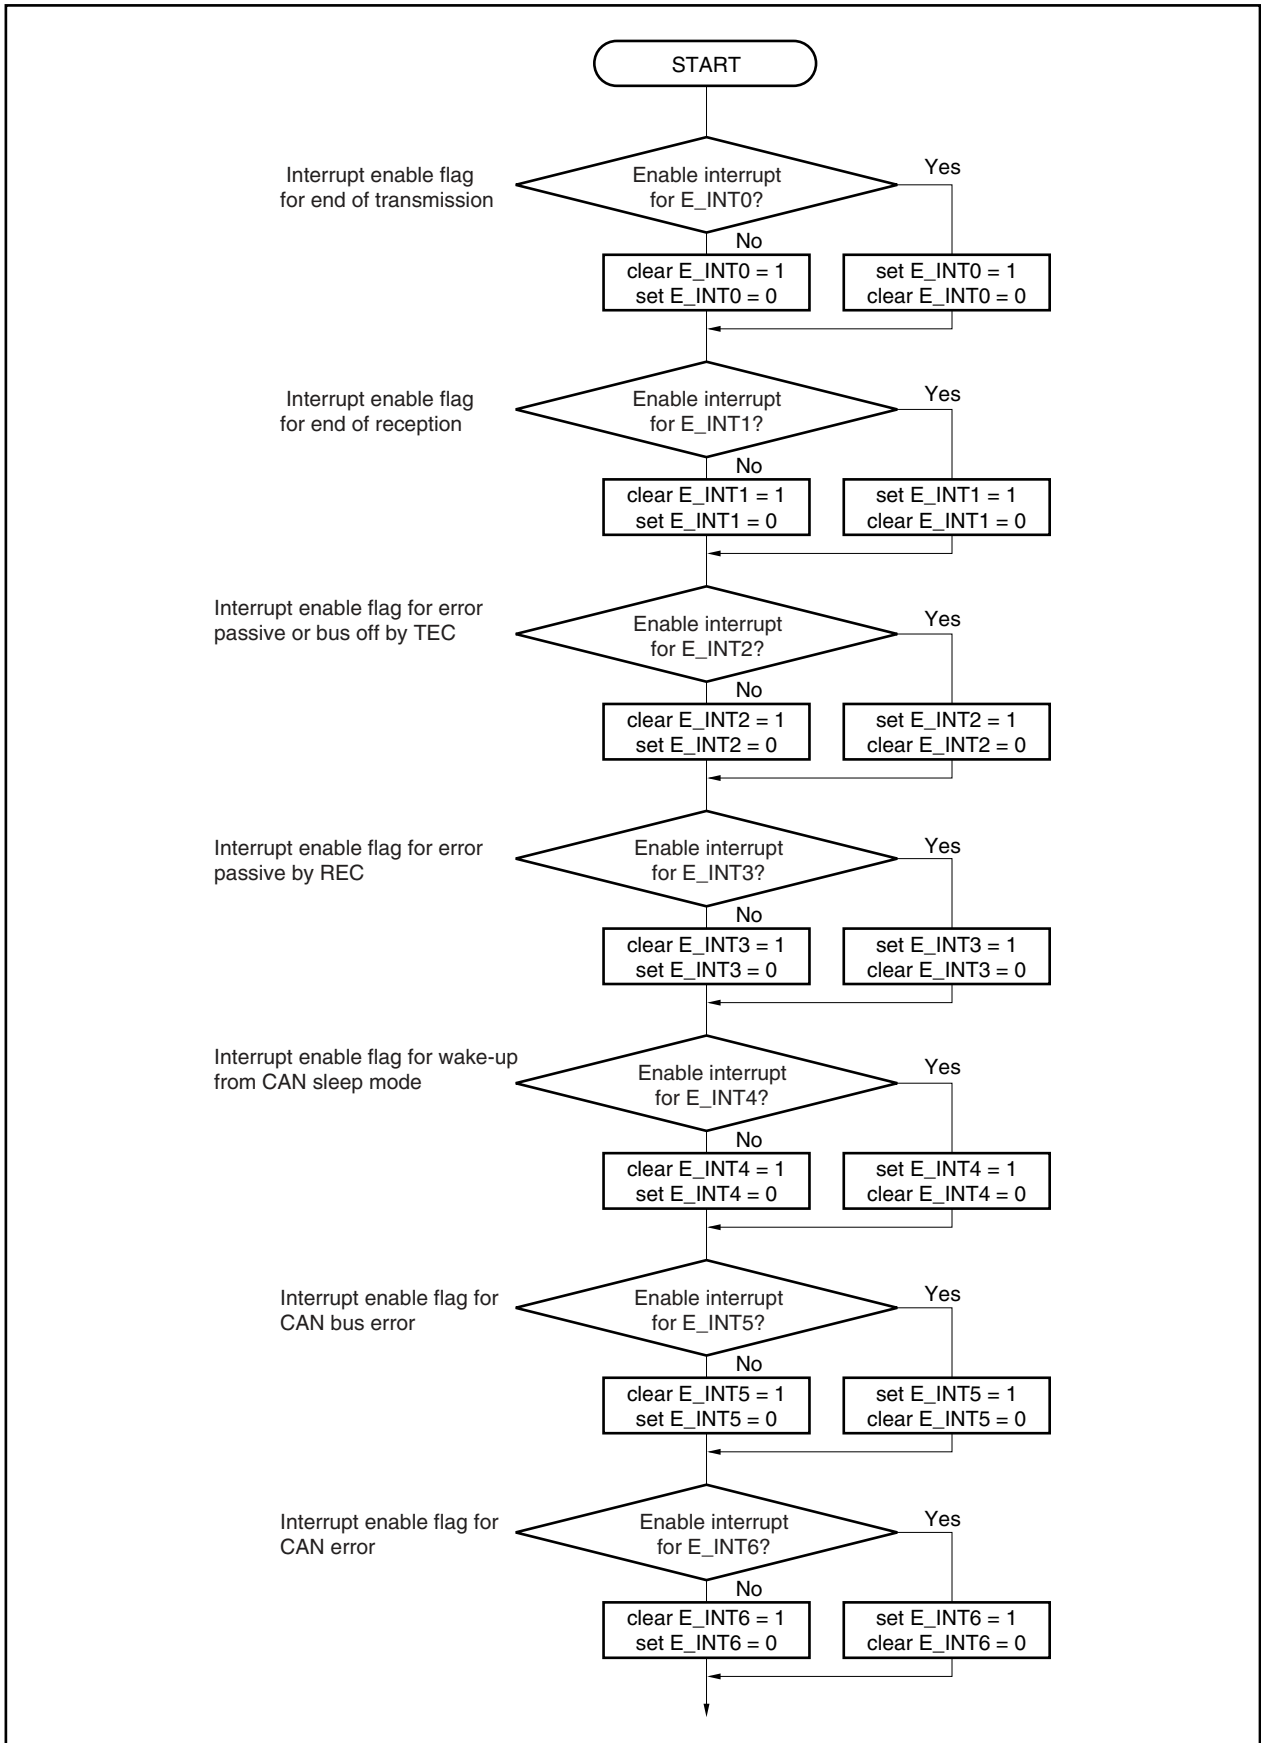 START
Interrupt enable flag
for end of transmission
Enable interrupt
for E_INT0?
Yes
No
clear E_INT0 = 1
set E_INT0 = 0
set E_INT0 = 1
clear E_INT0 = 0
Interrupt enable flag
for end of reception
Enable interrupt
for E_INT1?
Yes
No
clear E_INT1 = 1
set E_INT1 = 0
set E_INT1 = 1
clear E_INT1 = 0
Interrupt enable flag for error
passive or bus off by TEC
Enable interrupt
for E_INT2?
Yes
No
clear E_INT2 = 1
set E_INT2 = 0
set E_INT2 = 1
clear E_INT2 = 0
Interrupt enable flag for error
passive by REC
Enable interrupt
for E_INT3?
Yes
No
clear E_INT3 = 1
set E_INT3 = 0
set E_INT3 = 1
clear E_INT3 = 0
Interrupt enable flag for wake-up
from CAN sleep mode
Enable interrupt
for E_INT4?
Yes
No
clear E_INT4 = 1
set E_INT4 = 0
set E_INT4 = 1
clear E_INT4 = 0
Interrupt enable flag for
CAN bus error
Enable interrupt
for E_INT5?
Yes
No
clear E_INT5 = 1
set E_INT5 = 0
set E_INT5 = 1
clear E_INT5 = 0
Interrupt enable flag for
CAN error
Enable interrupt
for E_INT6?
Yes
No
clear E_INT6 = 1
set E_INT6 = 0
set E_INT6 = 1
clear E_INT6 = 0